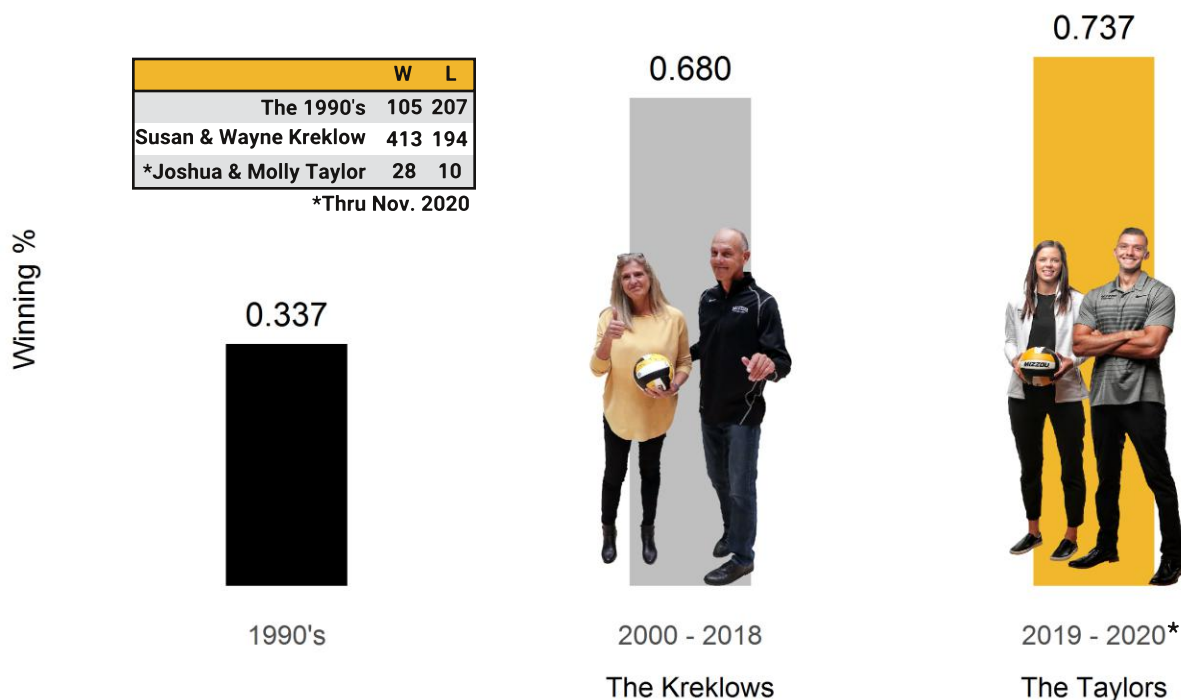 0.737
0.680
W L
The 1990's 105 207
Susan & Wayne Kreklow 413 194
*Joshua & Molly Taylor 28 10
*Thru Nov. 2020
Winning %
0.337
MIZZOU
1990's
2000 - 2018
2019 - 2020*
The Kreklows
The Taylors